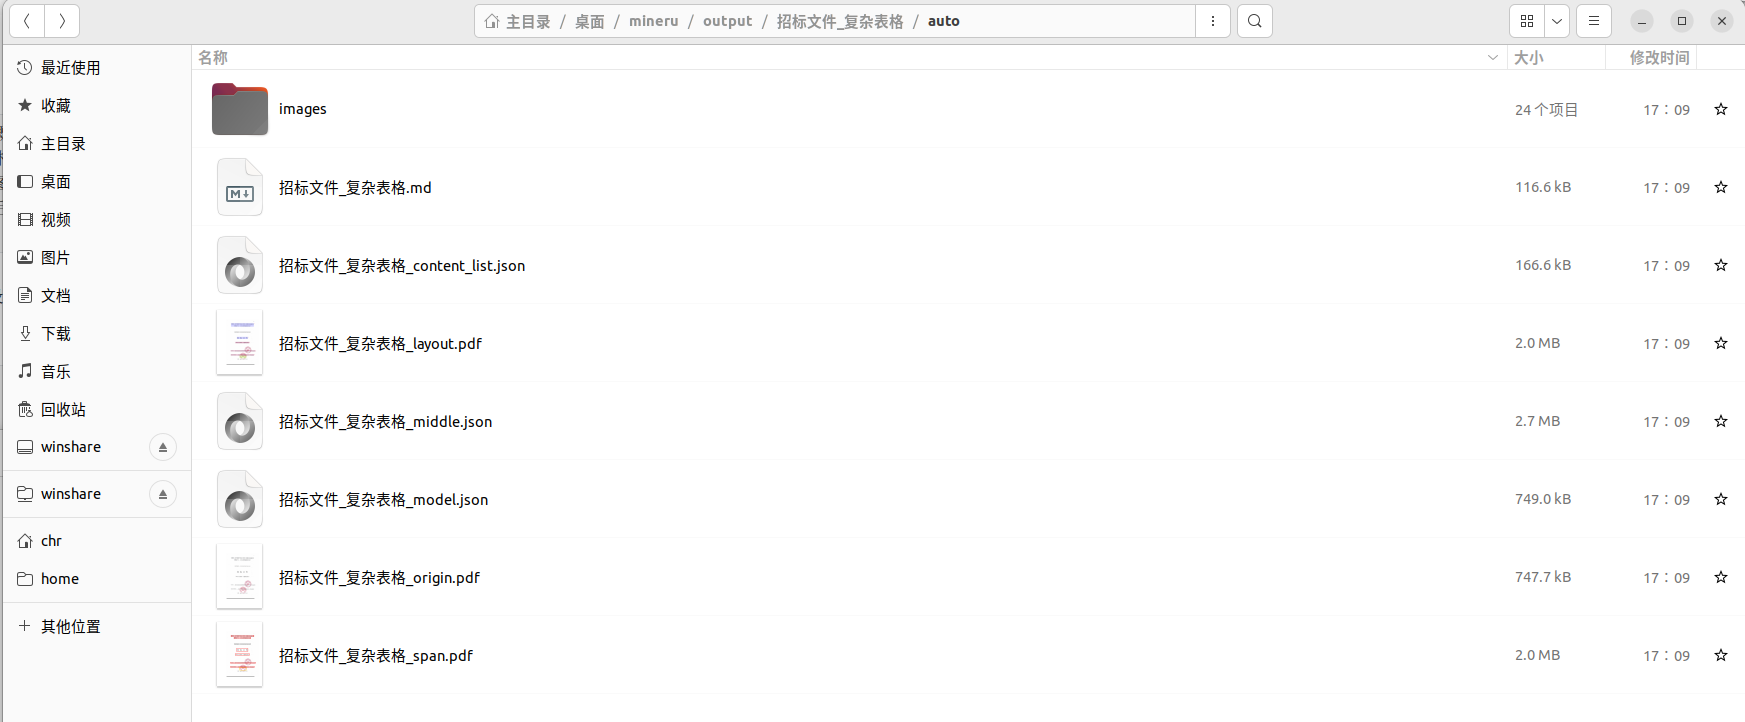 主目录 / 桌面 / mineru / output / 招标文件_复杂表格 / auto
名称 大小 修改时间
最近使用
收藏
主目录
桌面
视频
图片
文档
下载
音乐
回收站
winshare
winshare
chr
home
其他位置
images 24 个项目 17：09
招标文件_复杂表格.md 116.6 kB 17：09
招标文件_复杂表格_content_list.json 166.6 kB 17：09
招标文件_复杂表格_layout.pdf 2.0 MB 17：09
招标文件_复杂表格_middle.json 2.7 MB 17：09
招标文件_复杂表格_model.json 749.0 kB 17：09
招标文件_复杂表格_origin.pdf 747.7 kB 17：09
招标文件_复杂表格_span.pdf 2.0 MB 17：09